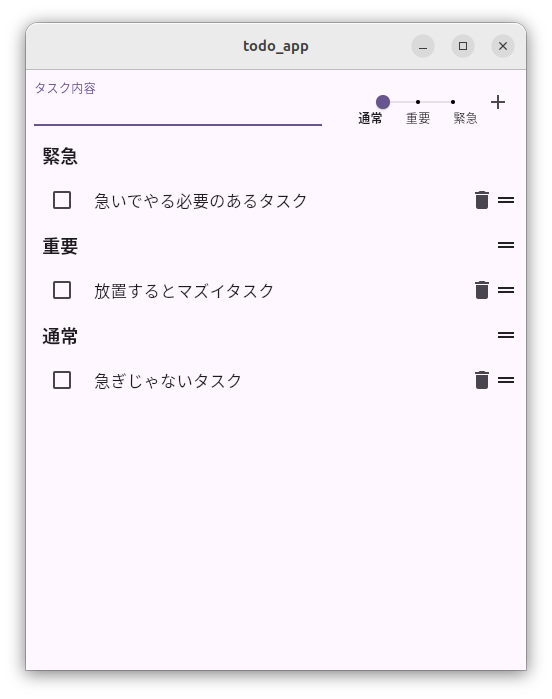 todo_app
タスク内容
通常 重要 緊急
緊急
急いでやる必要のあるタスク
重要
放置するとマズイタスク
通常
急ぎじゃないタスク